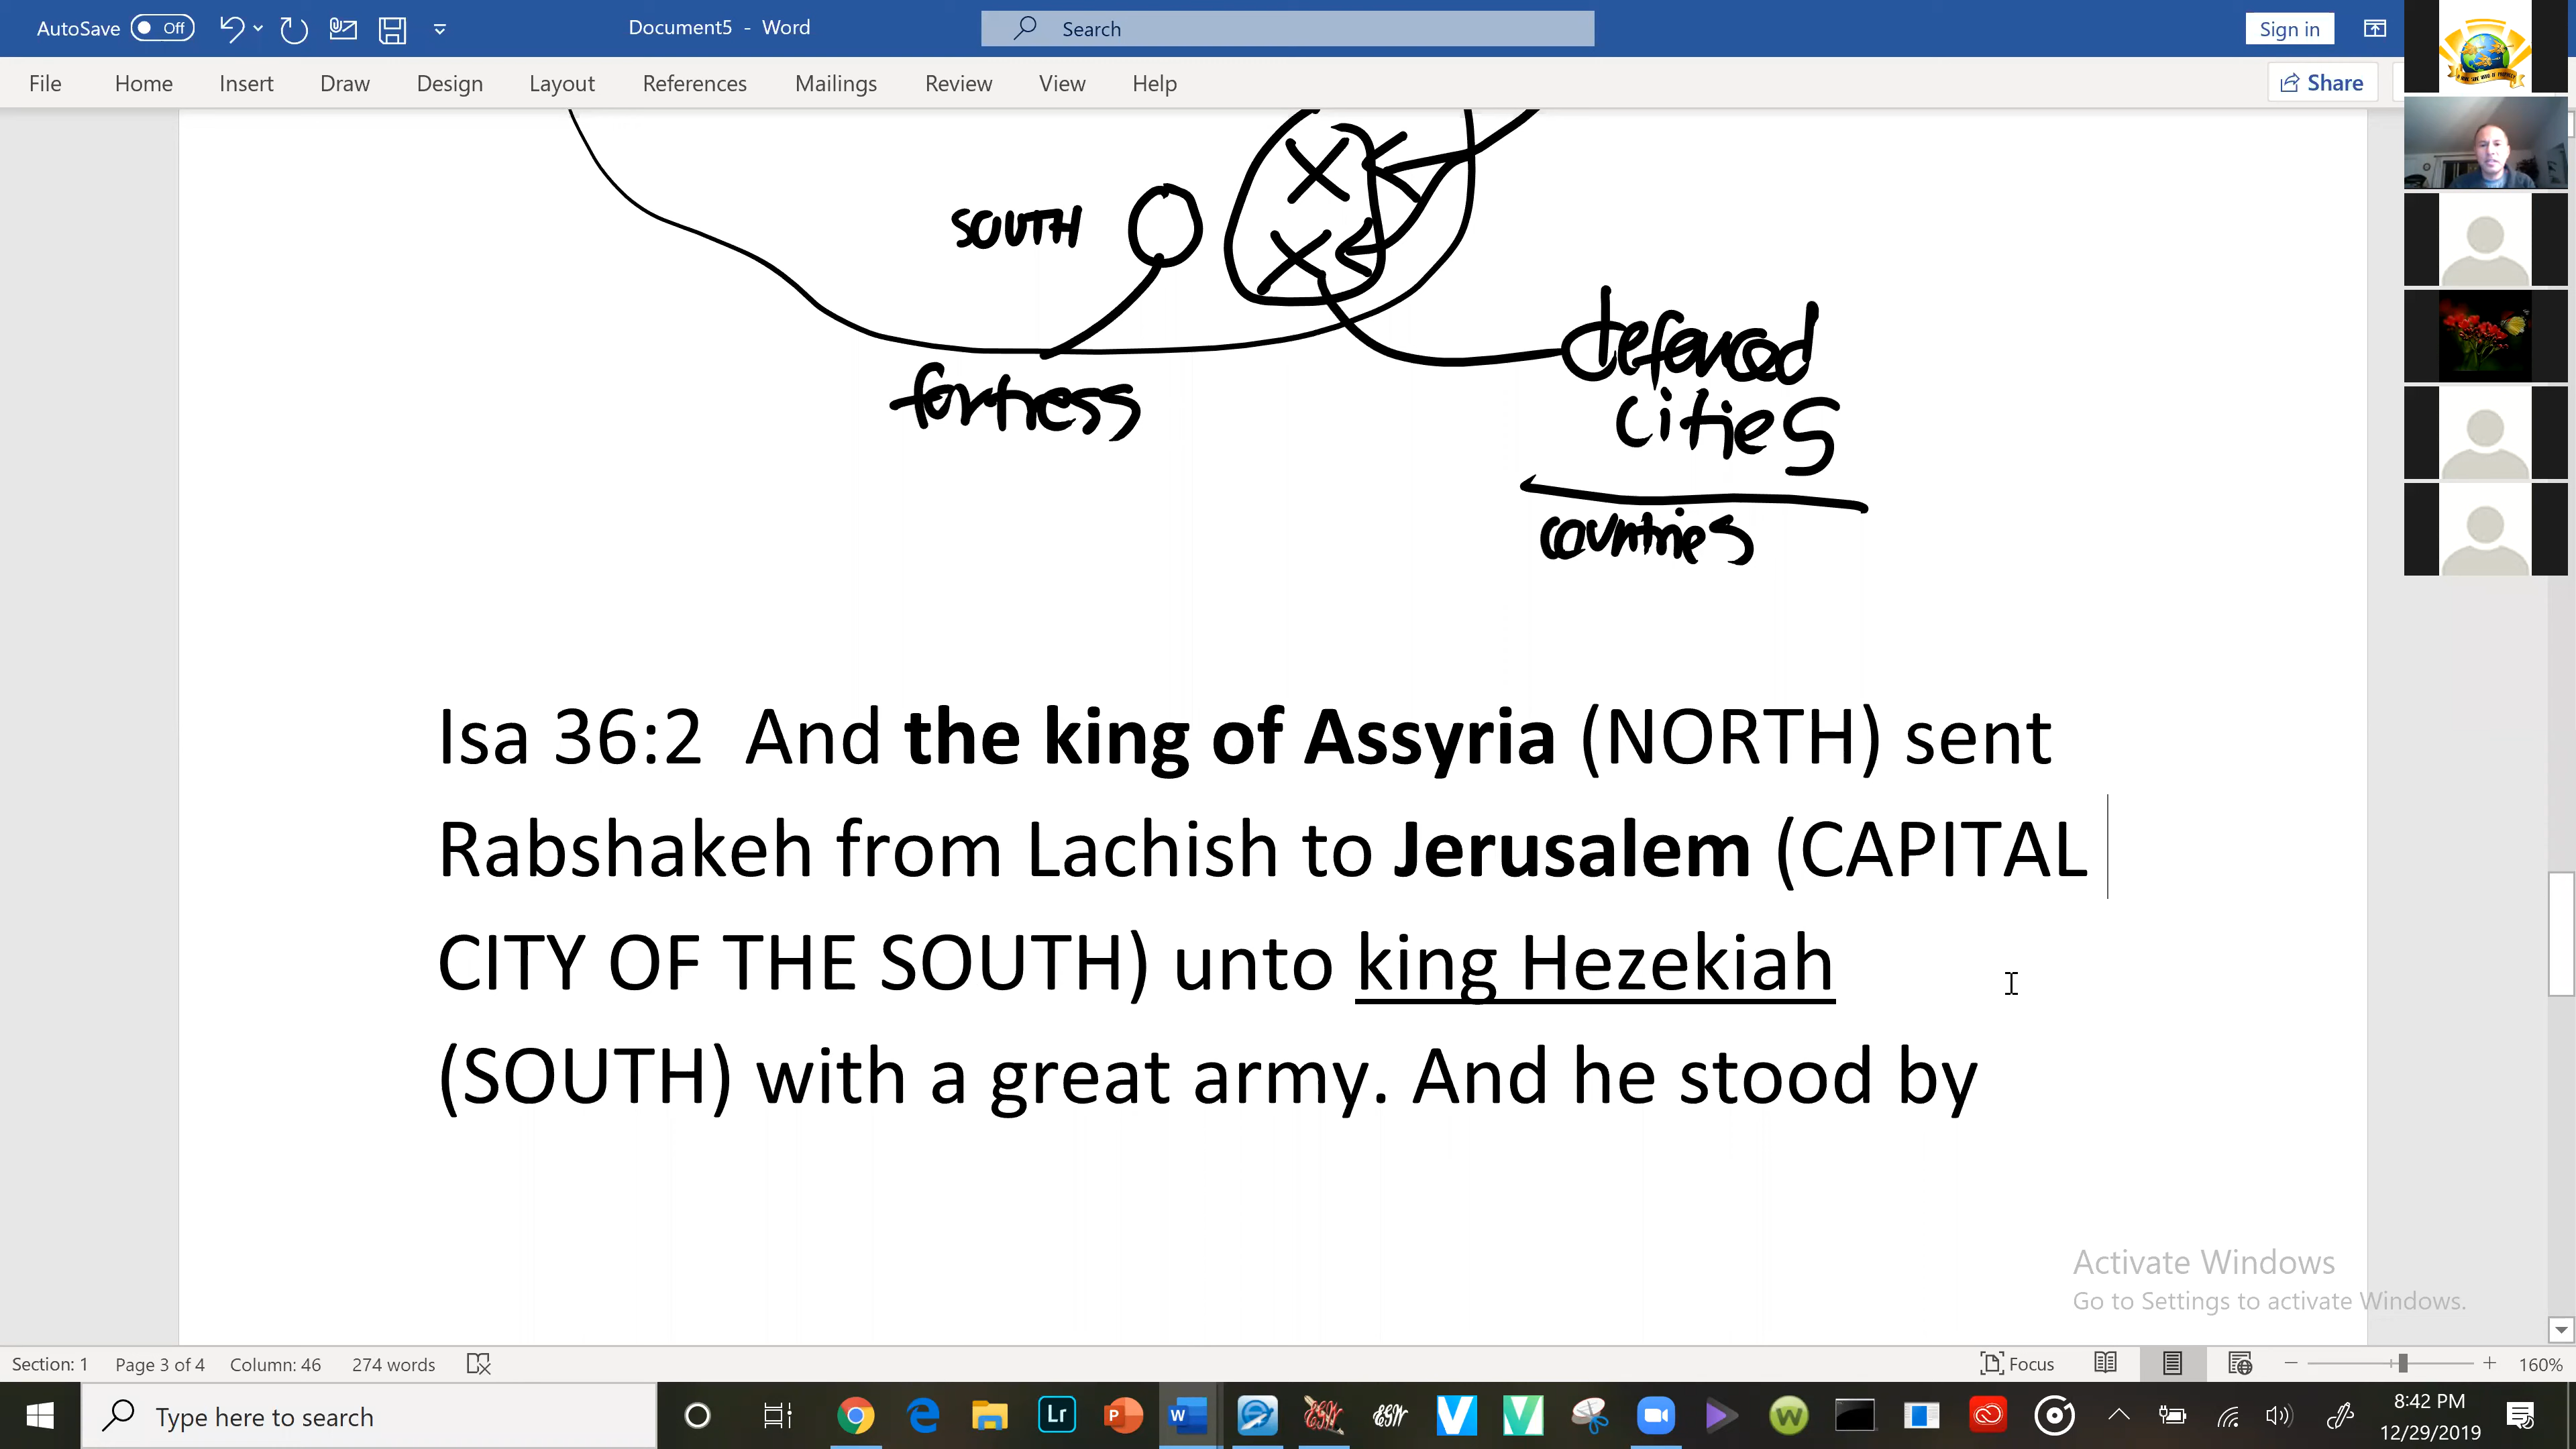 AutoSave Off
Document5 - Word
Search
Sign in
File Home Insert Draw Design Layout References Mailings Review View Help
Share
SOUTH
fortress
defenced
cities
countries
Isa 36:2 And the king of Assyria (NORTH) sent
Rabshakeh from Lachish to Jerusalem (CAPITAL
CITY OF THE SOUTH) unto king Hezekiah
(SOUTH) with a great army. And he stood by
Activate Windows
Go to Settings to activate Windows.
Section: 1 Page 3 of 4 Column: 46 274 words
Focus
160%
Type here to search
Lr
P
W
EGW
EGW
V
V
W
8:42 PM
12/29/2019